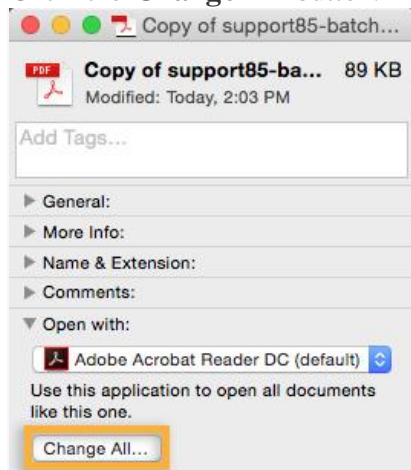 Copy of support85-batch...
PDF
Copy of support85-ba... 89 KB
Modified: Today, 2:03 PM
Add Tags...
General:
More Info:
Name & Extension:
Comments:
Open with:
Adobe Acrobat Reader DC (default)
Use this application to open all documents
like this one.
Change All...